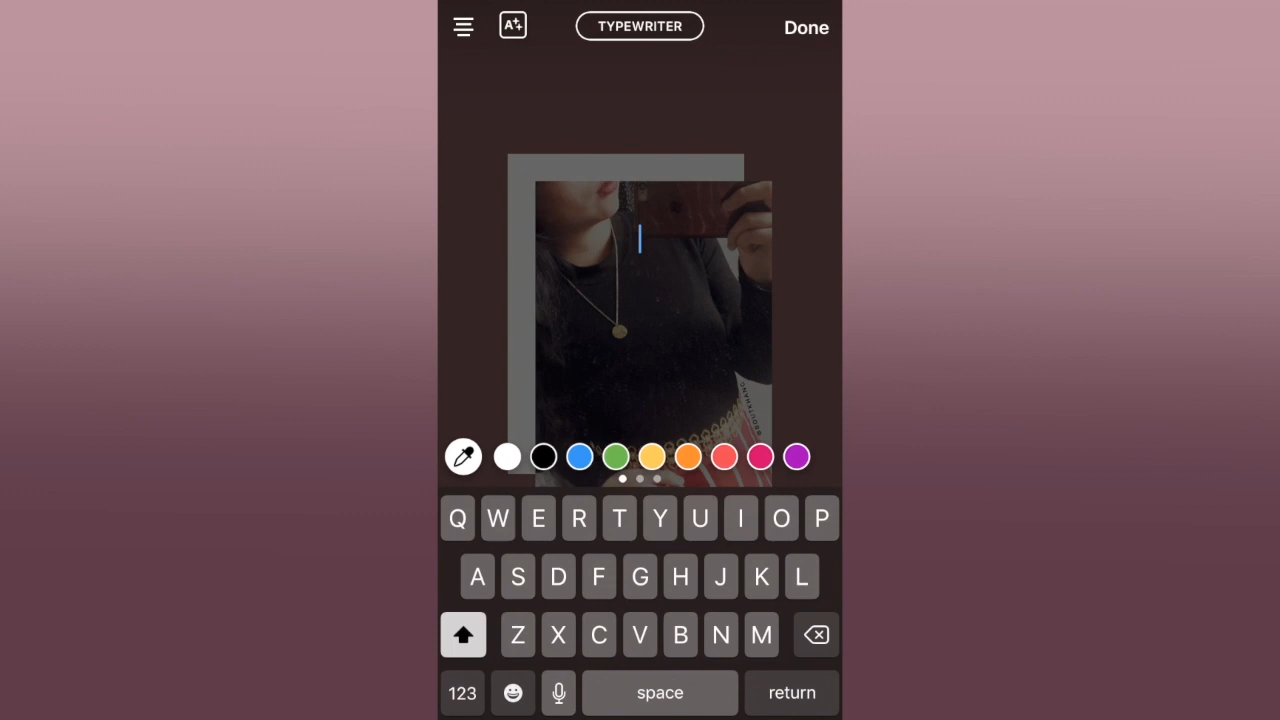 A TYPEWRITER Done
Q W E R T Y U I O P
A S D F G H J K L
Z X C V B N M
123 space return